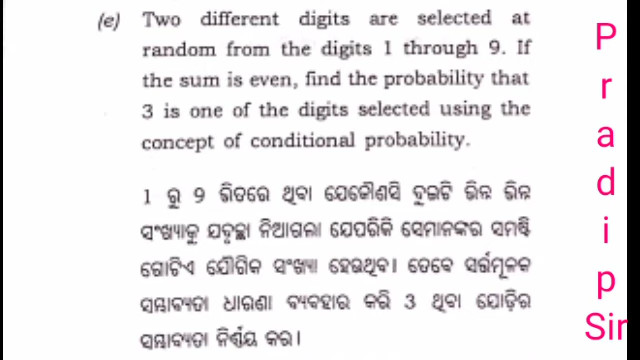 (e) Two different digits are selected at
random from the digits 1 through 9. If
the sum is even, find the probability that
3 is one of the digits selected using the
concept of conditional probability.
1 ରୁ 9 ଭିତରେ ଥିବା ଯେକୌଣସି ଦୁଇଟି ଭିନ୍ନ ଭିନ୍ନ
ସଂଖ୍ୟାକୁ ଯଦୃଚ୍ଛା ନିଆଗଲା ଯେପରିକି ସେମାନଙ୍କର ସମଷ୍ଟି
ଗୋଟିଏ ଯୌଗିକ ସଂଖ୍ୟା ହେଉଥିବ। ତେବେ ସର୍ତ୍ତମୂଳକ
ସମ୍ଭାବ୍ୟତା ଧାରଣା ବ୍ୟବହାର କରି 3 ଥିବା ଯୋଡ଼ିର
ସମ୍ଭାବ୍ୟତା ନିର୍ଣ୍ଣୟ କର।
P
r
a
d
i
p
Sir